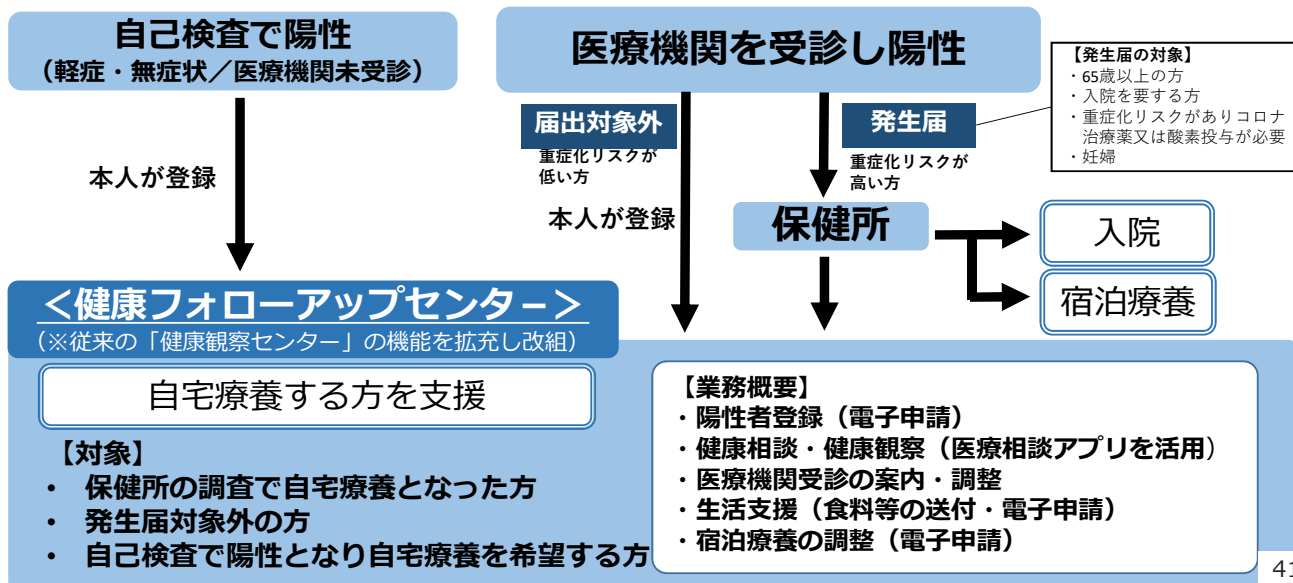 自己検査で陽性
（軽症・無症状／医療機関未受診）
医療機関を受診し陽性
【発生届の対象】
・65歳以上の方
・入院を要する方
・重症化リスクがありコロナ
治療薬又は酸素投与が必要
・妊婦
届出対象外
重症化リスクが
低い方
発生届
重症化リスクが
高い方
本人が登録
本人が登録
保健所
入院
宿泊療養
＜健康フォローアップセンタ－＞
（※従来の「健康観察センター」の機能を拡充し改組）
自宅療養する方を支援
【対象】
・ 保健所の調査で自宅療養となった方
・ 発生届対象外の方
・ 自己検査で陽性となり自宅療養を希望する方
【業務概要】
・陽性者登録（電子申請）
・健康相談・健康観察（医療相談アプリを活用）
・医療機関受診の案内・調整
・生活支援（食料等の送付・電子申請）
・宿泊療養の調整（電子申請）
41